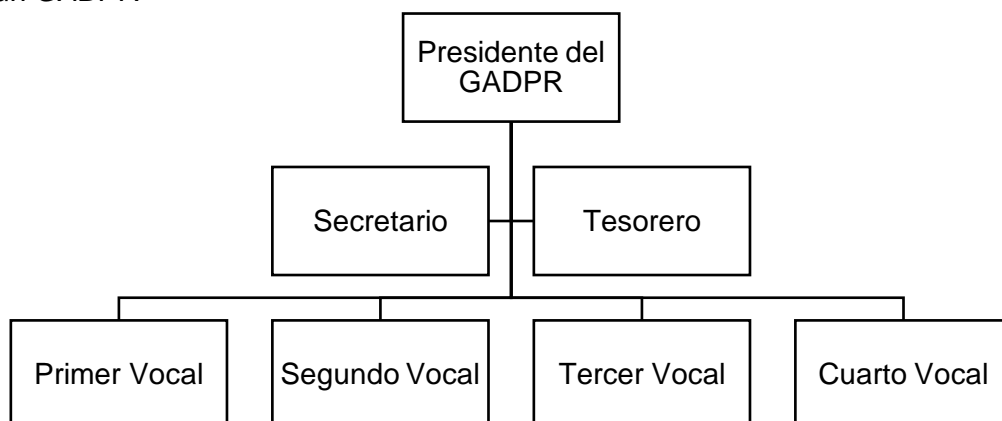 Presidente del
GADPR
Secretario
Tesorero
Primer Vocal
Segundo Vocal
Tercer Vocal
Cuarto Vocal